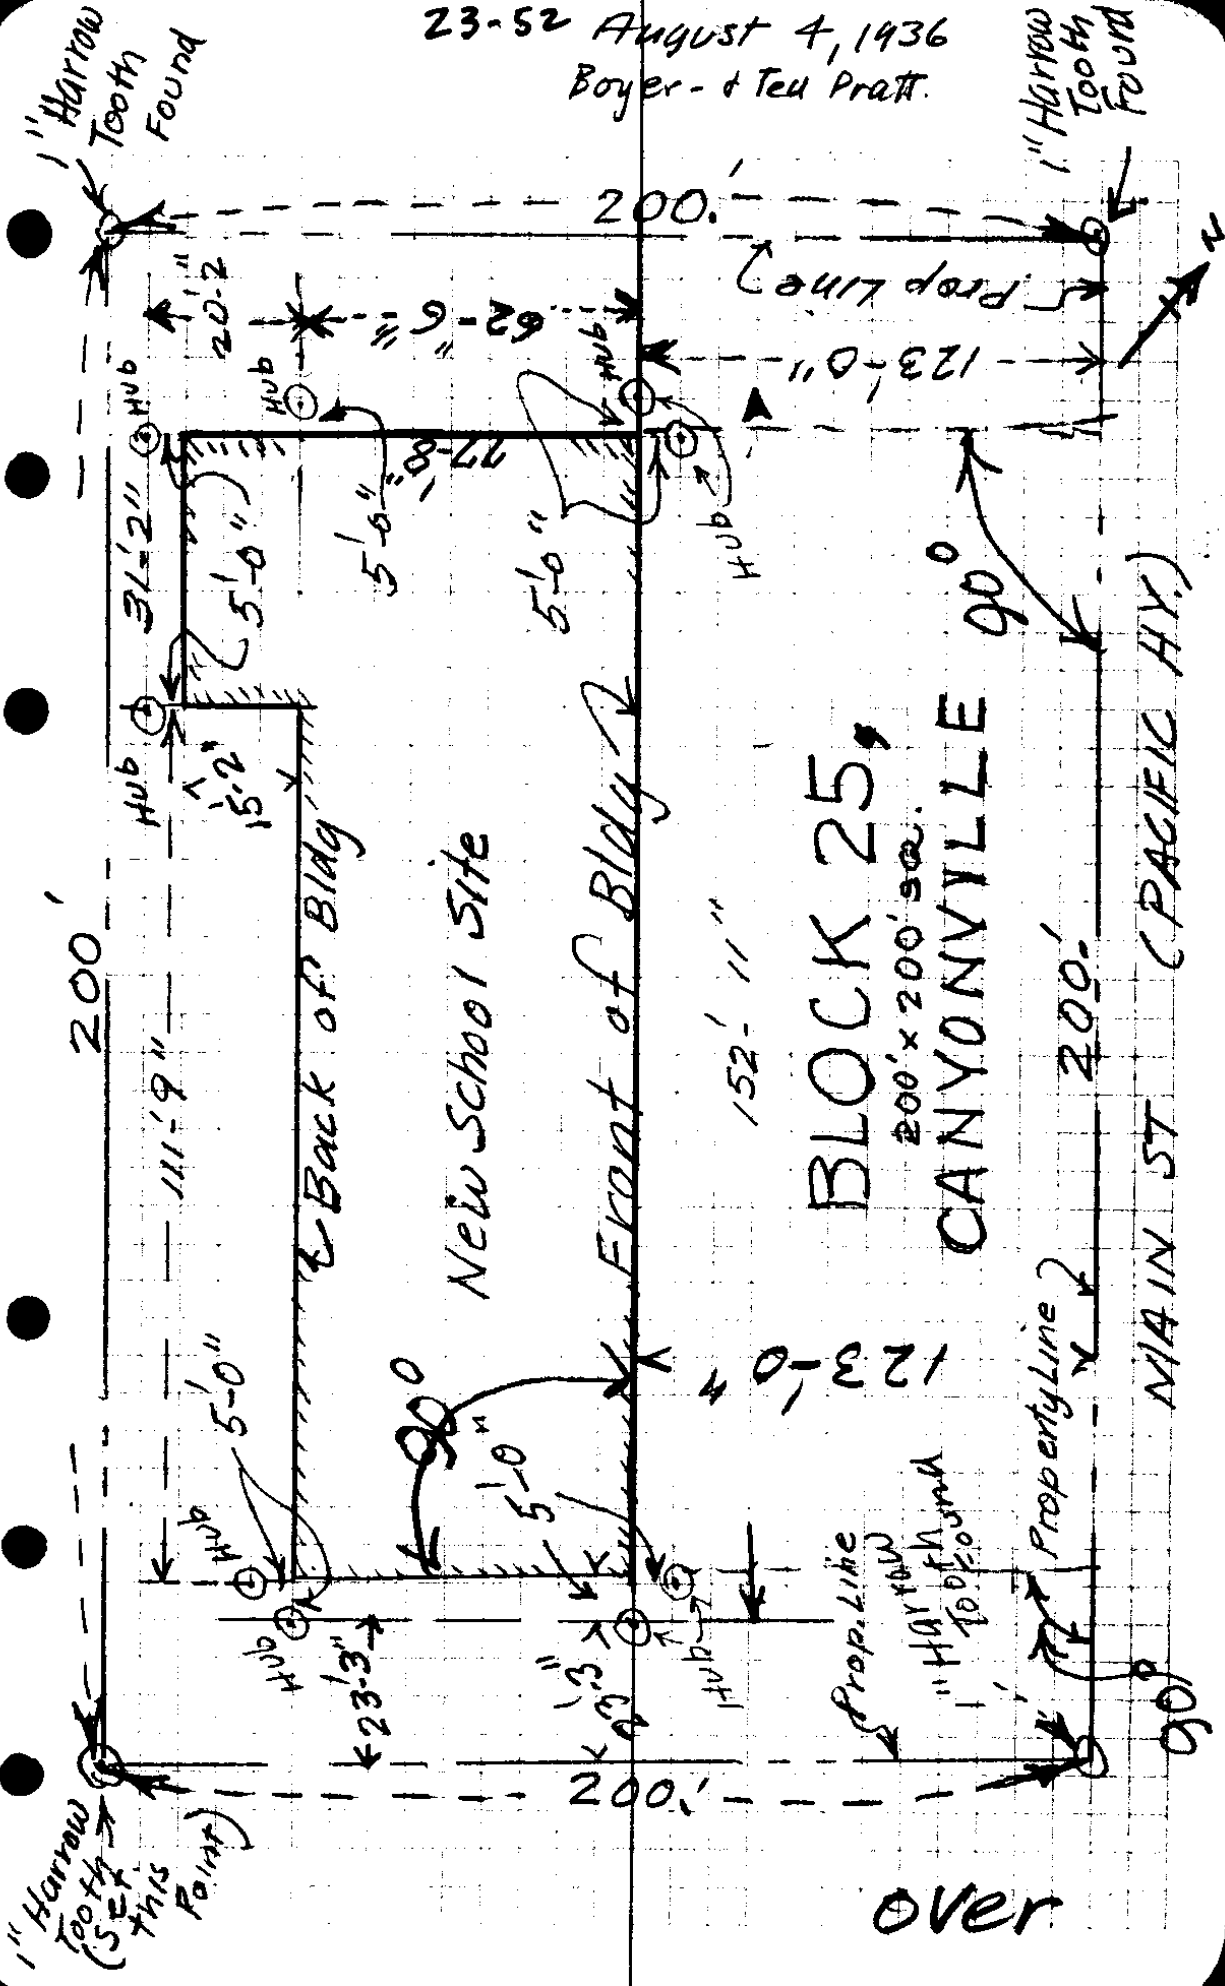 23-52 August 4, 1936
Boyer - & Ted Pratt.
1" Harrow
Tooth
Found
1" Harrow
Tooth
Found
200.'
N
20'-2"
62'-6"
Prop Line
123'-0"
Hub
Hub
Hub
Hub
77'-8"
31'-2"
5'-0"
5'-0"
5'-0"
90°
Hub
15'-2"
200'
111'-9"
Back of Bldg
New School Site
Front of Bldg
152'-11"
BLOCK 25,
200' x 200' sq.
CANYONVILLE
200.'
MAIN ST (PACIFIC HY.)
5'-0"
90°
5'-0"
123'-0"
Property Line
Hub
Hub
23'-3"
23'-3"
Hub
Prop. Line
1" Harrow
Tooth
Found
90°
200.'
1" Harrow
Tooth
(Set
this
Point)
over